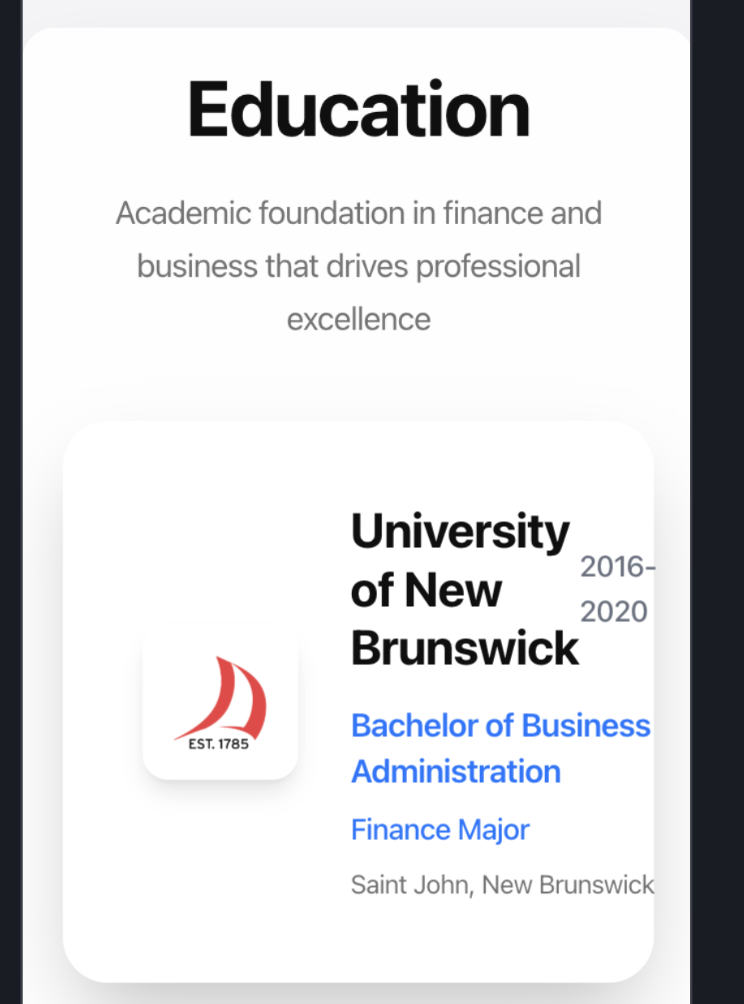 Education
Academic foundation in finance and
business that drives professional
excellence
University
of New
Brunswick
2016-
2020
Bachelor of Business
Administration
Finance Major
Saint John, New Brunswick
EST. 1785